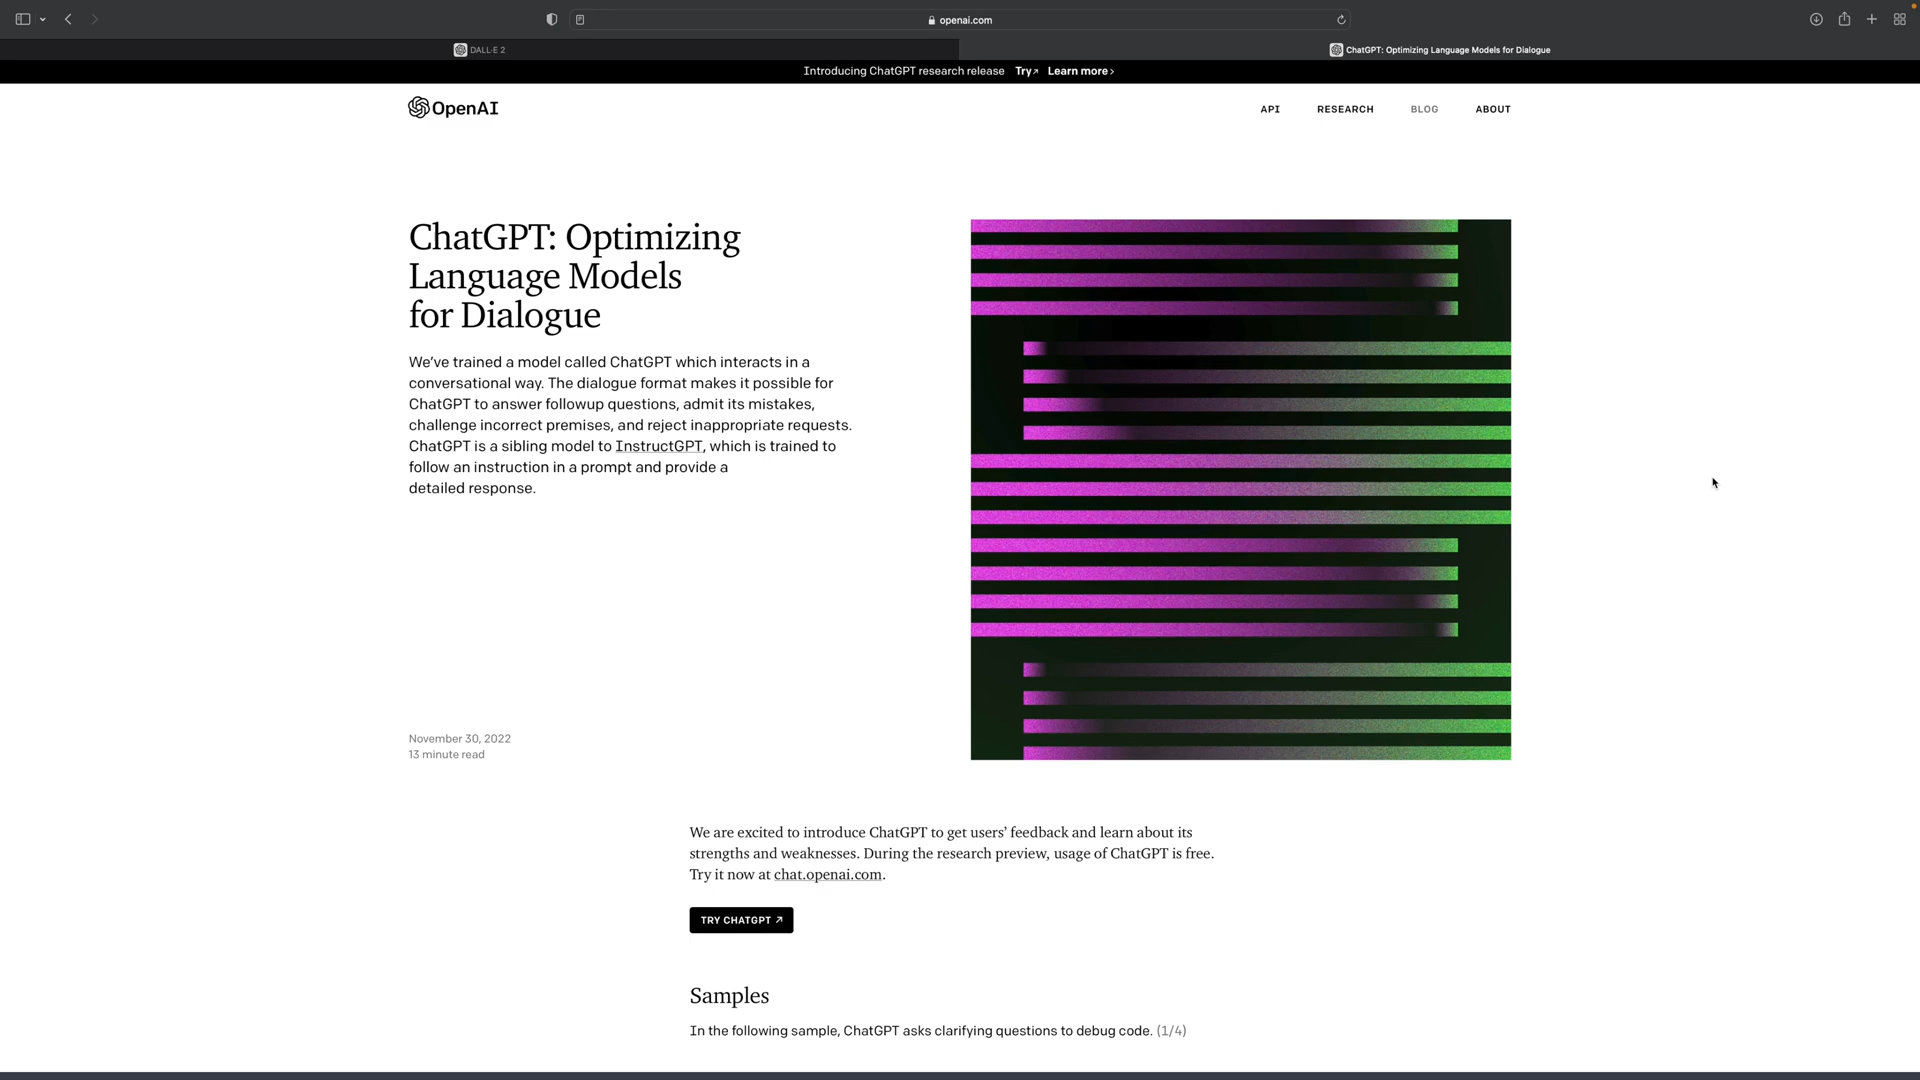 openai.com
DALL·E 2
ChatGPT: Optimizing Language Models for Dialogue
Introducing ChatGPT research release Try↗ Learn more›
OpenAI
API RESEARCH BLOG ABOUT
ChatGPT: Optimizing
Language Models
for Dialogue
We’ve trained a model called ChatGPT which interacts in a
conversational way. The dialogue format makes it possible for
ChatGPT to answer followup questions, admit its mistakes,
challenge incorrect premises, and reject inappropriate requests.
ChatGPT is a sibling model to InstructGPT, which is trained to
follow an instruction in a prompt and provide a
detailed response.
November 30, 2022
13 minute read
We are excited to introduce ChatGPT to get users’ feedback and learn about its
strengths and weaknesses. During the research preview, usage of ChatGPT is free.
Try it now at chat.openai.com.
TRY CHATGPT ↗
Samples
In the following sample, ChatGPT asks clarifying questions to debug code. (1/4)